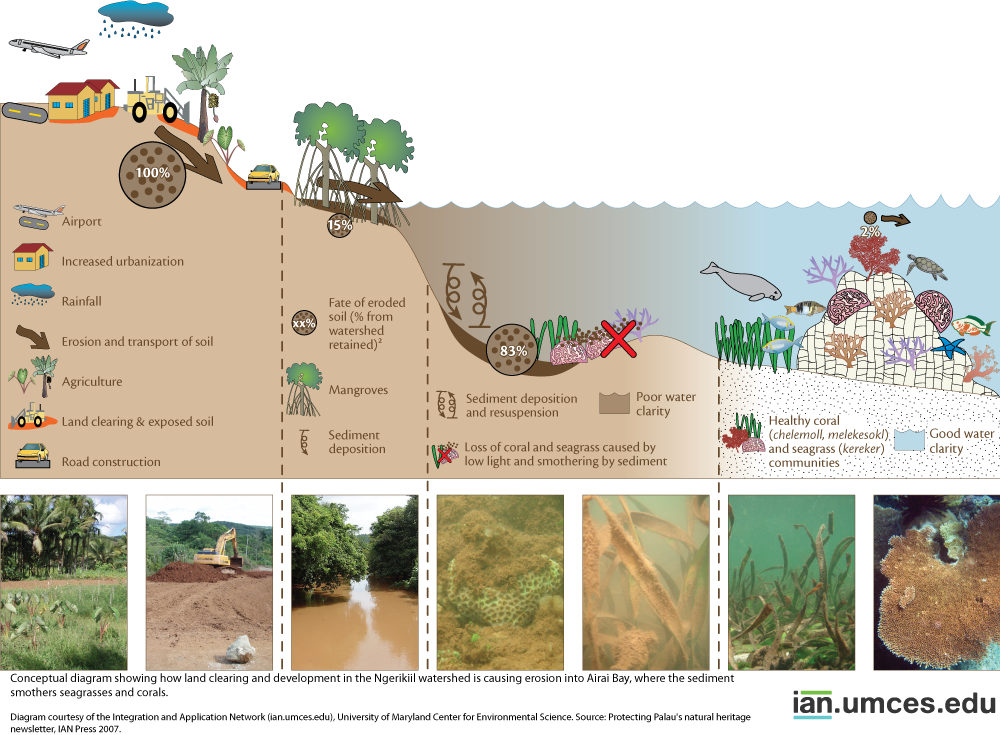 100%
15%
2%
83%
Airport
Increased urbanization
Rainfall
Erosion and transport of soil
Agriculture
Land clearing & exposed soil
Road construction
xx%
Fate of eroded
soil (% from
watershed
retained)²
Mangroves
Sediment
deposition
Sediment deposition
and resuspension
Poor water
clarity
Loss of coral and seagrass caused by
low light and smothering by sediment
Healthy coral
(chelemoll, melekesokl)
and seagrass (kereker)
communities
Good water
clarity
Conceptual diagram showing how land clearing and development in the Ngerikiil watershed is causing erosion into Airai Bay, where the sediment
smothers seagrasses and corals.
Diagram courtesy of the Integration and Application Network (ian.umces.edu), University of Maryland Center for Environmental Science. Source: Protecting Palau's natural heritage
newsletter, IAN Press 2007.
ian.umces.edu